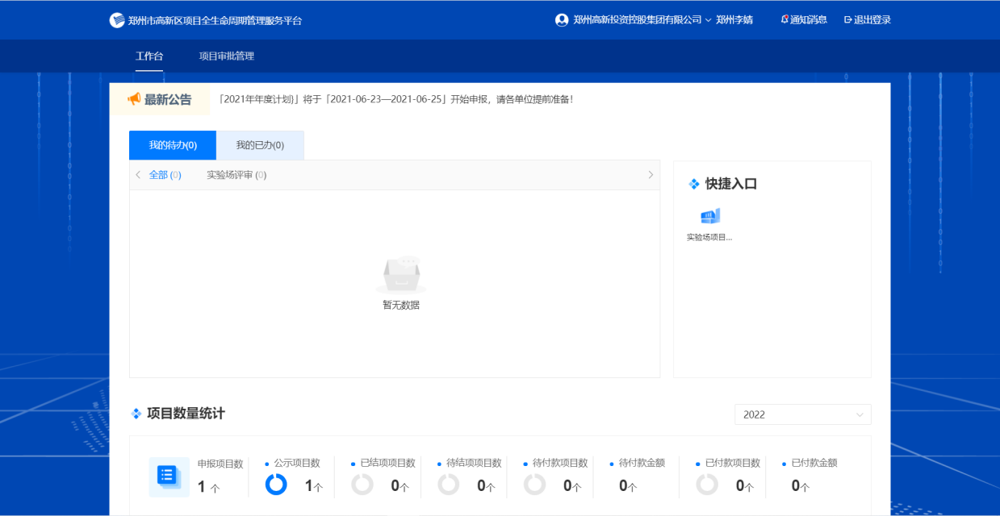 郑州市高新区项目全生命周期管理服务平台 郑州高新投资控股集团有限公司 郑州李婧 通知消息 退出登录
工作台 项目审批管理
最新公告 「2021年年度计划)」将于「2021-06-23—2021-06-25」开始申报，请各单位提前准备!
我的待办(0) 我的已办(0)
全部 (0) 实验场评审 (0)
快捷入口
实验场项目...
暂无数据
项目数量统计 2022
申报项目数 公示项目数 已结项项目数 待结项项目数 待付款项目数 待付款金额 已付款项目数 已付款金额
1 个 1个 0个 0个 0个 0个 0个 0个